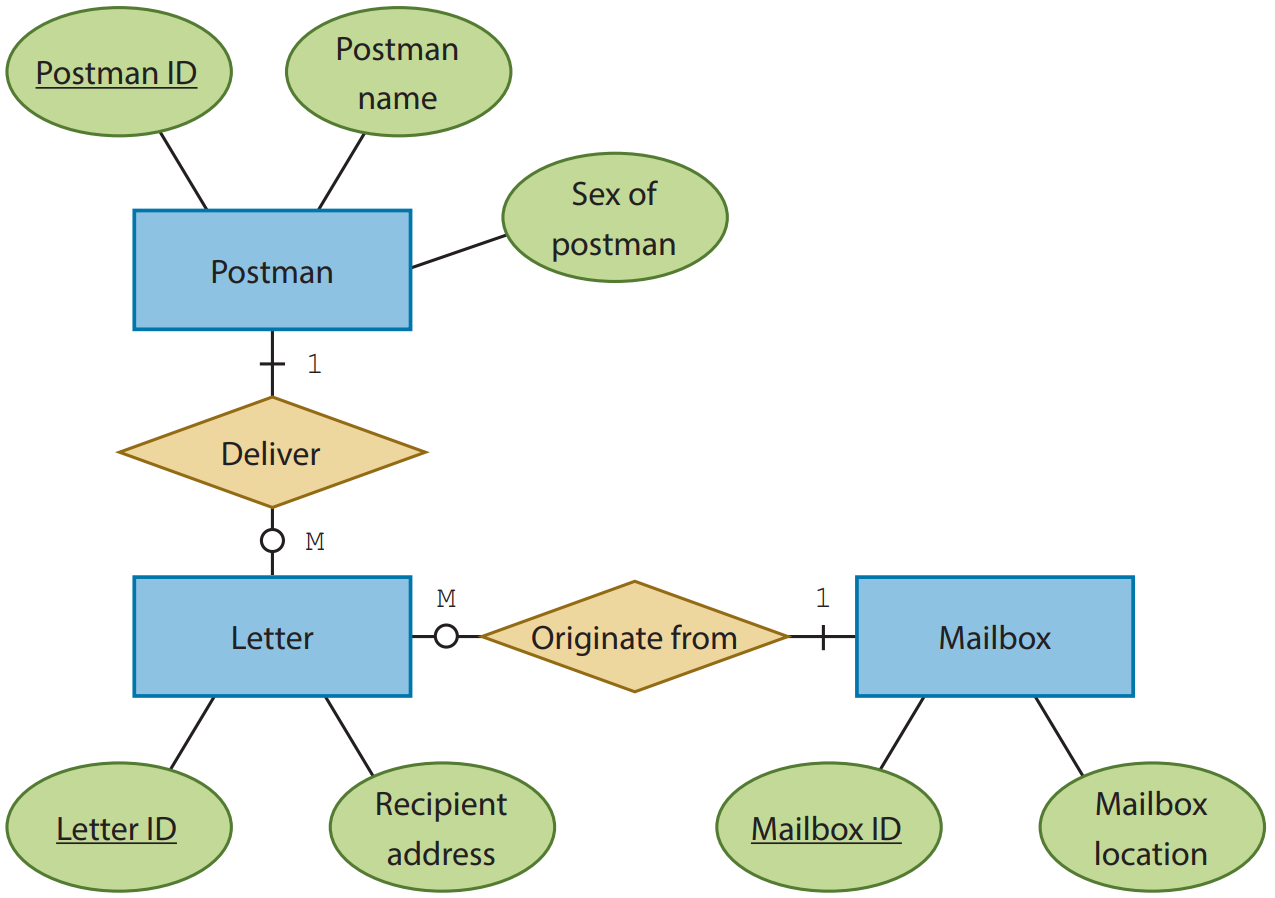 Postman ID
Postman
name
Sex of
postman
Postman
1
Deliver
M
Letter
M
Originate from
1
Mailbox
Letter ID
Recipient
address
Mailbox ID
Mailbox
location